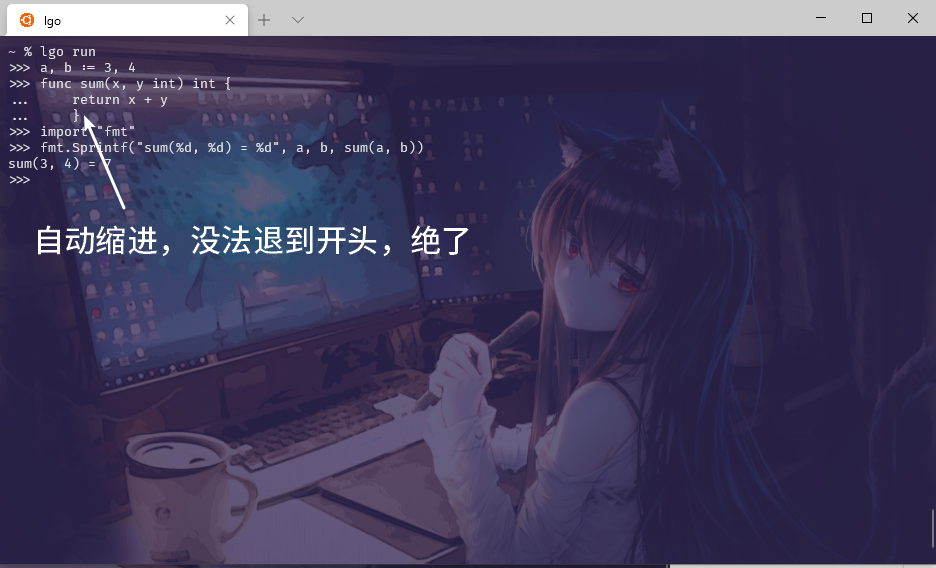 lgo
~ % lgo run
>>> a, b := 3, 4
>>> func sum(x, y int) int {
...     return x + y
...     }
>>> import "fmt"
>>> fmt.Sprintf("sum(%d, %d) = %d", a, b, sum(a, b))
sum(3, 4) = 7
>>>
自动缩进，没法退到开头，绝了